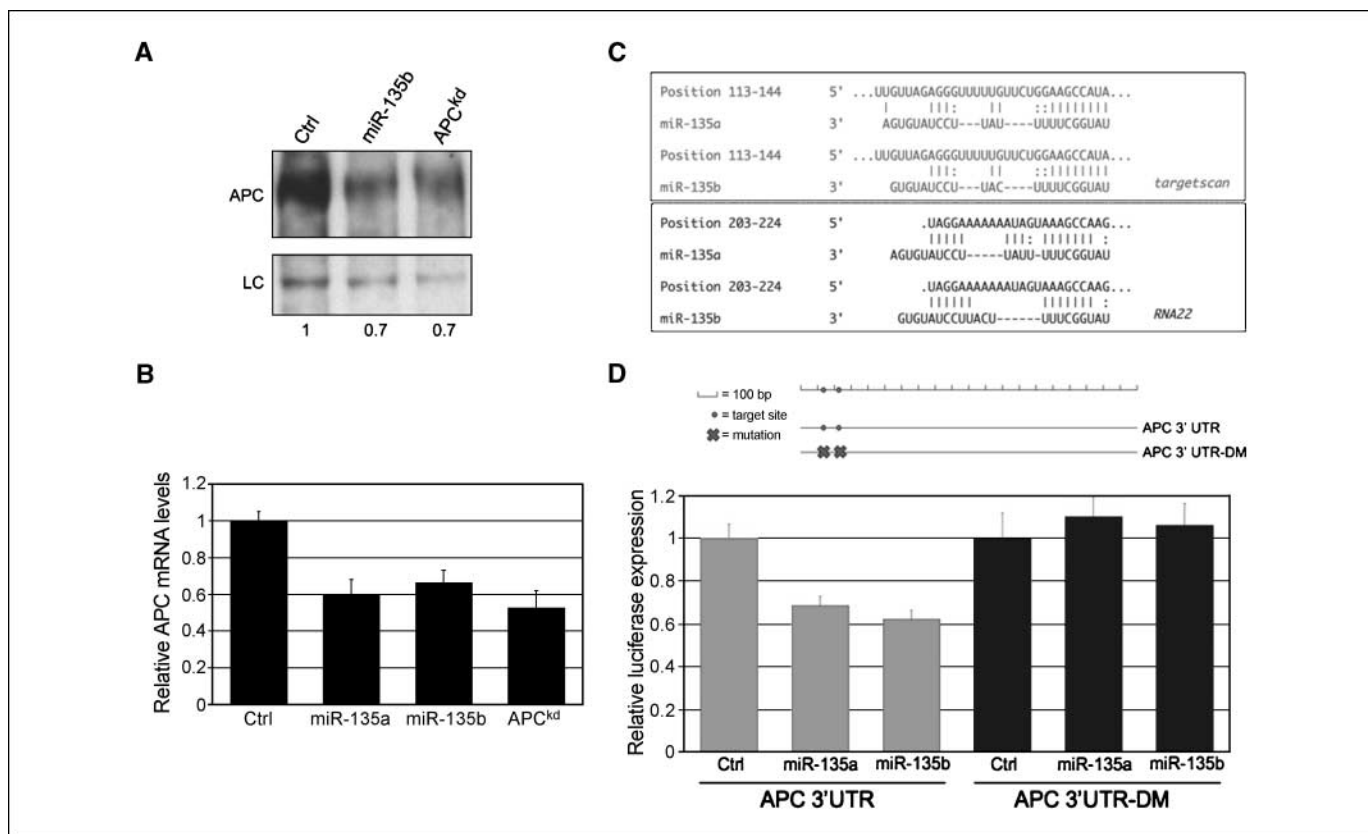 A
Ctrl
miR-135b
APCkd
APC
LC
1 0.7 0.7
B
Relative APC mRNA levels
1.2
1
0.8
0.6
0.4
0.2
0
Ctrl miR-135a miR-135b APCkd
C
Position 113-144 5' ...UUGUUAGAGGGUUUUUGUUCUGGAAGCCAUA...
miR-135a 3' AGUGUAUCCU---UAU----UUUUCGGUAU
Position 113-144 5' ...UUGUUAGAGGGUUUUUGUUCUGGAAGCCAUA...
miR-135b 3' GUGUAUCCU---UAC----UUUUCGGUAU
targetscan
Position 203-224 5' .UAGGAAAAAAAUAGUAAAGCCAAG...
miR-135a 3' AGUGUAUCCU-----UAUU-UUUCGGUAU
Position 203-224 5' .UAGGAAAAAAAUAGUAAAGCCAAG...
miR-135b 3' GUGUAUCCUUACU------UUUCGGUAU
RNA22
D
= 100 bp
= target site
= mutation
APC 3' UTR
APC 3' UTR-DM
Relative luciferase expression
1.2
1
0.8
0.6
0.4
0.2
0
Ctrl miR-135a miR-135b Ctrl miR-135a miR-135b
APC 3'UTR APC 3'UTR-DM